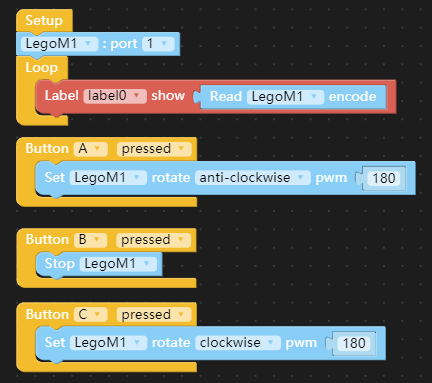 Setup
LegoM1 : port 1
Loop
Label label0 show Read LegoM1 encode
Button A pressed
Set LegoM1 rotate anti-clockwise pwm 180
Button B pressed
Stop LegoM1
Button C pressed
Set LegoM1 rotate clockwise pwm 180